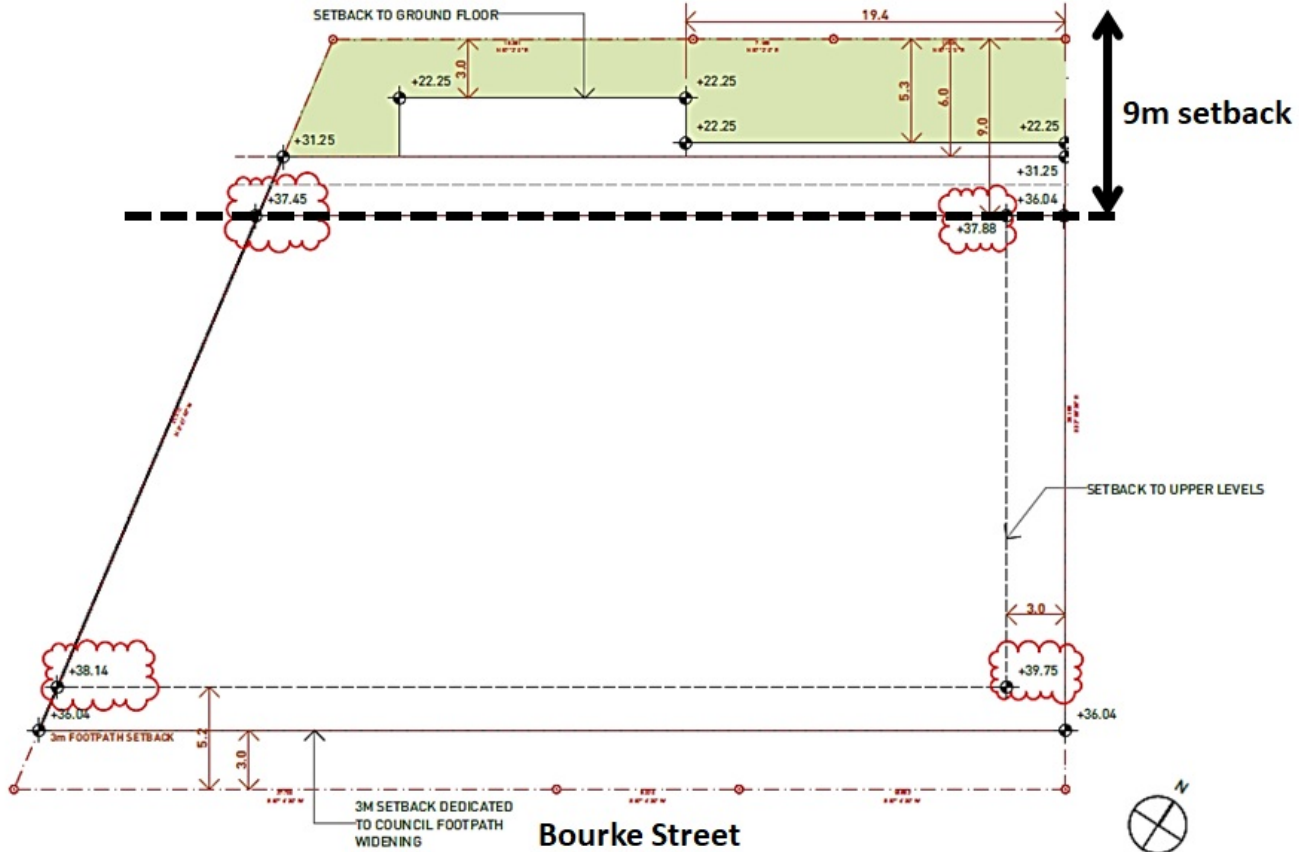 SETBACK TO GROUND FLOOR
19.4
3.0
+22.25
+22.25
5.3
6.0
9.0
9m setback
+22.25
+22.25
+31.25
+31.25
+37.45
+36.04
+37.88
SETBACK TO UPPER LEVELS
3.0
+38.14
+39.75
+36.04
+36.04
3m FOOTPATH SETBACK
5.2
3.0
3M SETBACK DEDICATED
TO COUNCIL FOOTPATH
WIDENING
Bourke Street
N